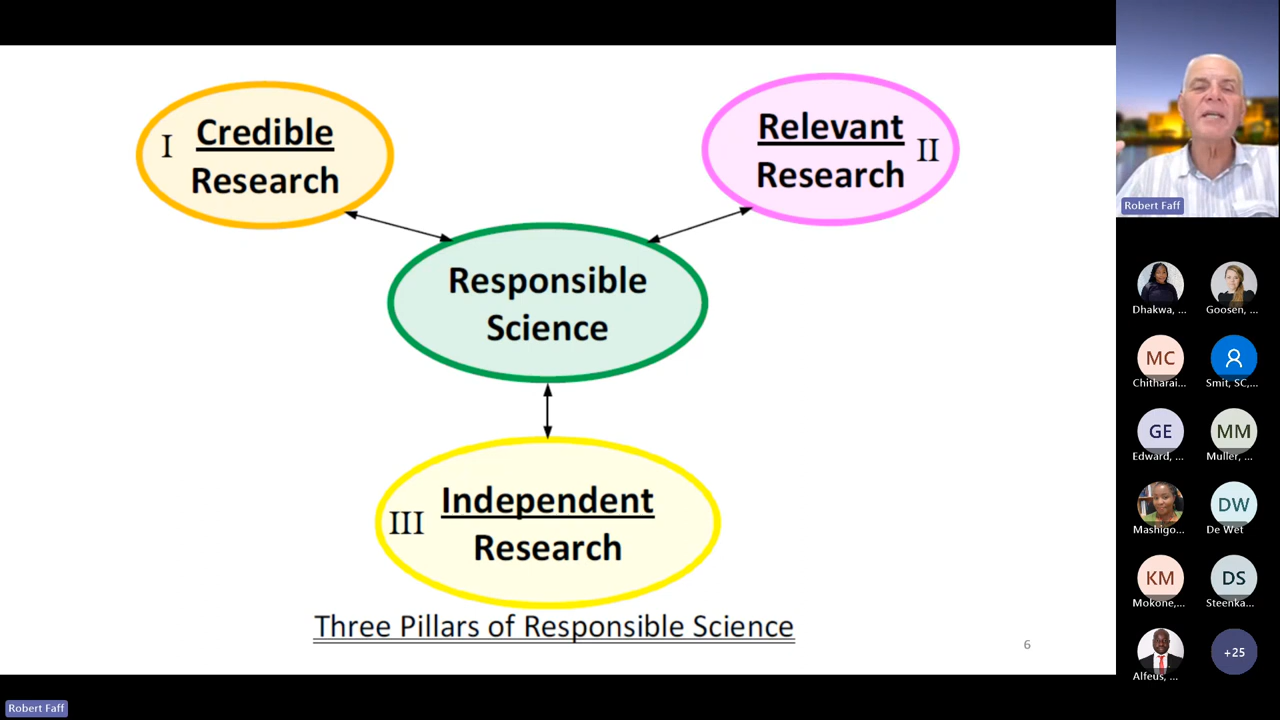 I
Credible
Research
Relevant
Research
II
Responsible
Science
III
Independent
Research
Three Pillars of Responsible Science
6
Robert Faff
Dhakwa, ...
Goosen, ...
MC
Chitharai...
Smit, SC,...
GE
Edward, ...
MM
Muller, ...
Mashigo...
DW
De Wet
KM
Mokone,...
DS
Steenka...
Alfeus, ...
+25
Robert Faff